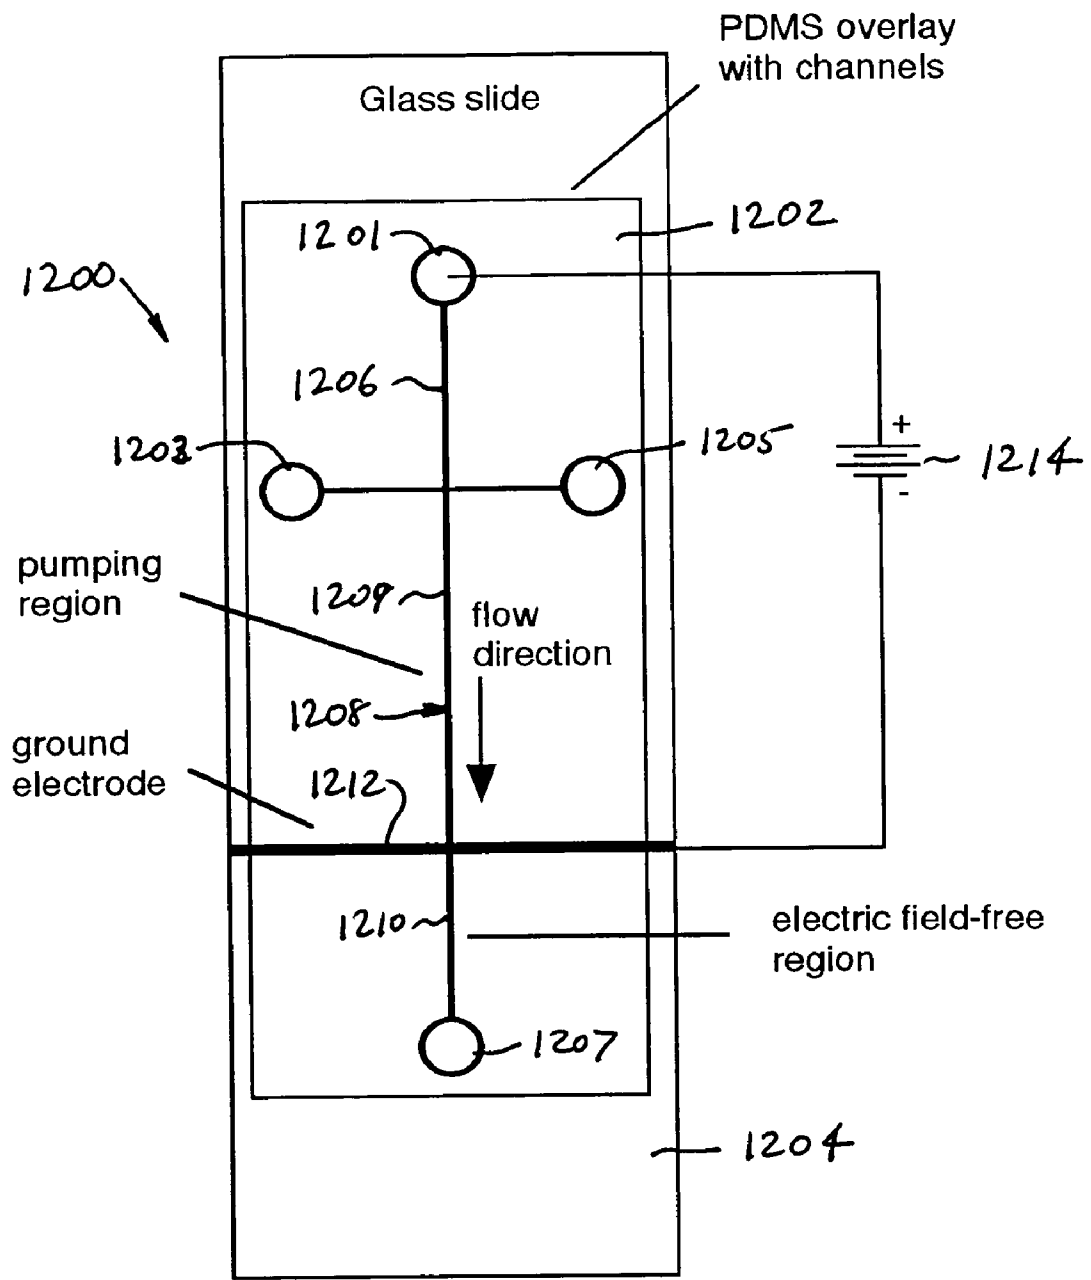 PDMS overlay
with channels
Glass slide
1201
1202
1200
1206
1203
1205
+
1214
-
pumping
region
1209
flow
direction
1208
ground
electrode
1212
1210
electric field-free
region
1207
1204